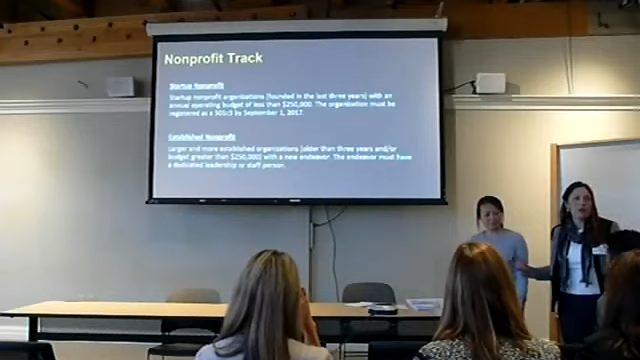 Nonprofit Track
Startup Nonprofit
Startup nonprofit organizations (founded in the last three years) with an
annual operating budget of less than $250,000. The organization must be
registered as a 501c3 by September 1, 2017.
Established Nonprofit
Larger and more established organizations (older than three years and/or
budget greater than $250,000) with a new endeavor. The endeavor must have
a dedicated leadership or staff person.